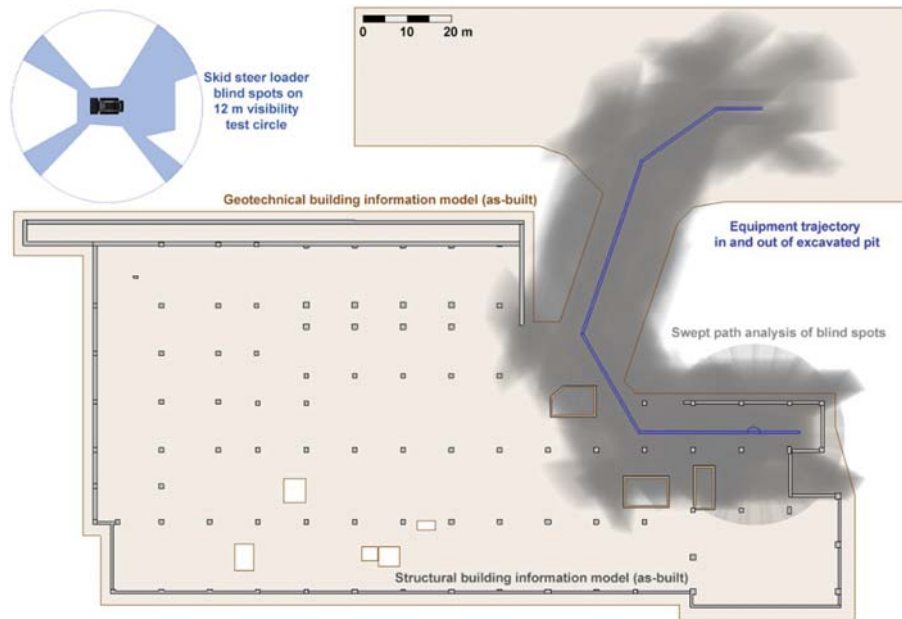 0 10 20 m
Skid steer loader
blind spots on
12 m visibility
test circle
Geotechnical building information model (as-built)
Equipment trajectory
in and out of excavated pit
Swept path analysis of blind spots
Structural building information model (as-built)